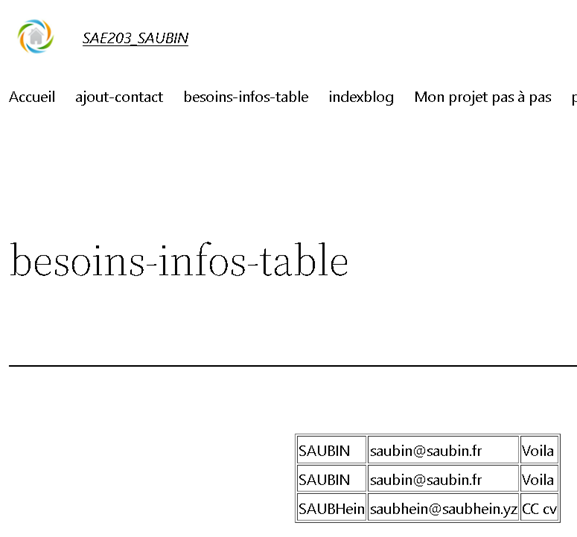 SAE203_SAUBIN
Accueil ajout-contact besoins-infos-table indexblog Mon projet pas à pas
besoins-infos-table
SAUBIN saubin@saubin.fr Voila
SAUBIN saubin@saubin.fr Voila
SAUBHein saubhein@saubhein.yz CC cv